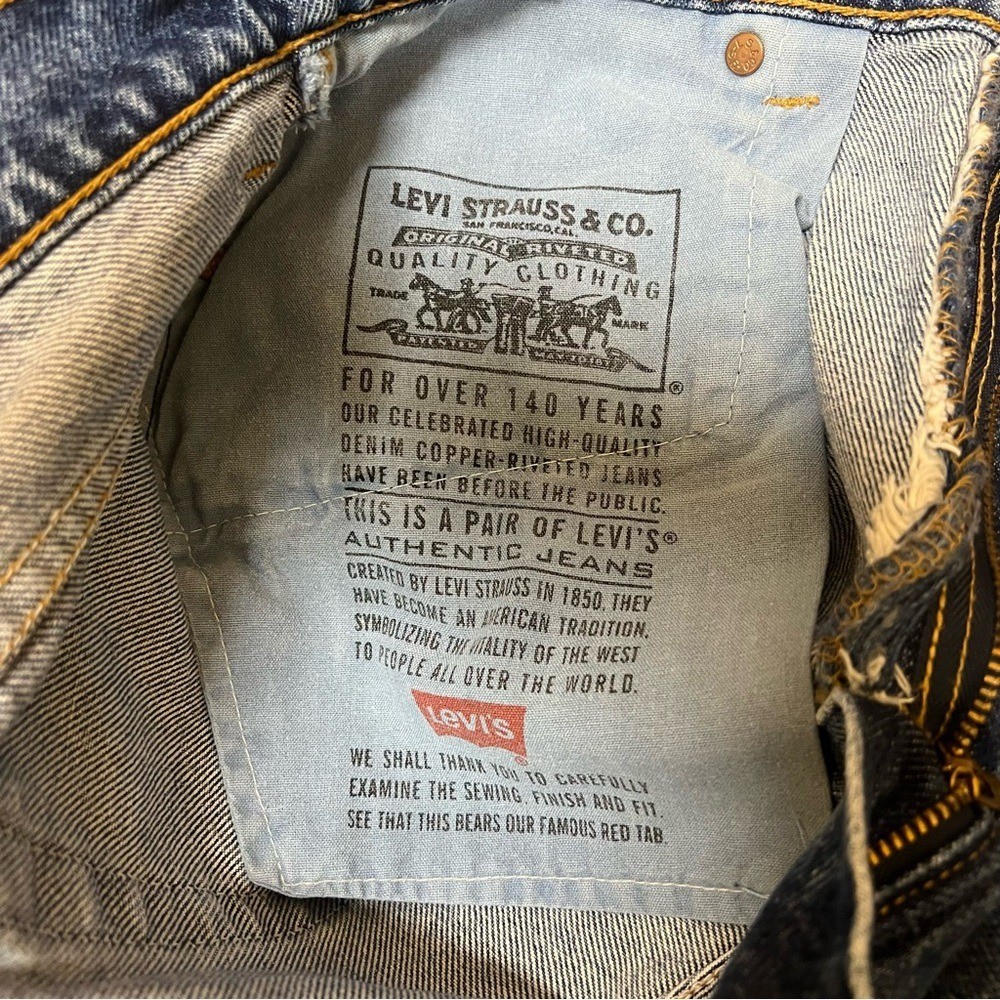 LEVI STRAUSS & CO.
SAN FRANCISCO, CAL.
ORIGINAL RIVETED
QUALITY CLOTHING
TRADE MARK
PATENTED
®
FOR OVER 140 YEARS
OUR CELEBRATED HIGH-QUALITY
DENIM COPPER-RIVETED JEANS
HAVE BEEN BEFORE THE PUBLIC.
THIS IS A PAIR OF LEVI'S®
AUTHENTIC JEANS
CREATED BY LEVI STRAUSS IN 1850, THEY
HAVE BECOME AN AMERICAN TRADITION,
SYMBOLIZING THE VITALITY OF THE WEST
TO PEOPLE ALL OVER THE WORLD.
LEVI'S
®
WE SHALL THANK YOU TO CAREFULLY
EXAMINE THE SEWING, FINISH AND FIT.
SEE THAT THIS BEARS OUR FAMOUS RED TAB.